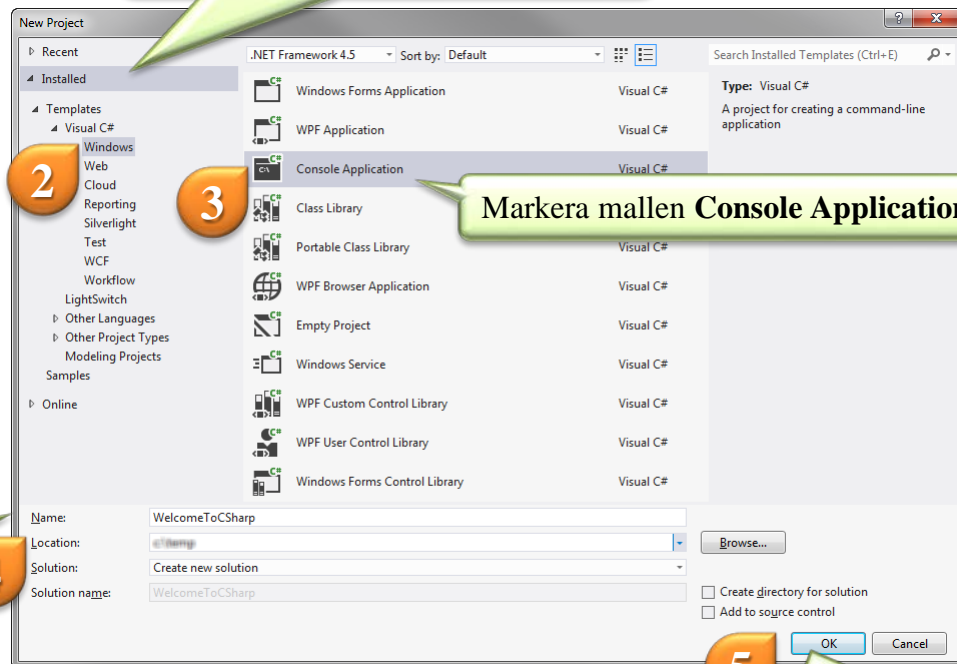 New Project
Recent
.NET Framework 4.5 Sort by: Default
Search Installed Templates (Ctrl+E)
Installed
Templates
Visual C#
Windows
Web
Cloud
Reporting
Silverlight
Test
WCF
Workflow
LightSwitch
Other Languages
Other Project Types
Modeling Projects
Samples
Online
2
3
Windows Forms Application Visual C#
WPF Application Visual C#
Console Application Visual C#
Class Library
Portable Class Library Visual C#
WPF Browser Application Visual C#
Empty Project Visual C#
Windows Service Visual C#
WPF Custom Control Library Visual C#
WPF User Control Library Visual C#
Windows Forms Control Library Visual C#
Type: Visual C#
A project for creating a command-line
application
Markera mallen Console Application
Name: WelcomeToCSharp
Location:
Browse...
Solution: Create new solution
Solution name: WelcomeToCSharp
Create directory for solution
Add to source control
5
OK Cancel